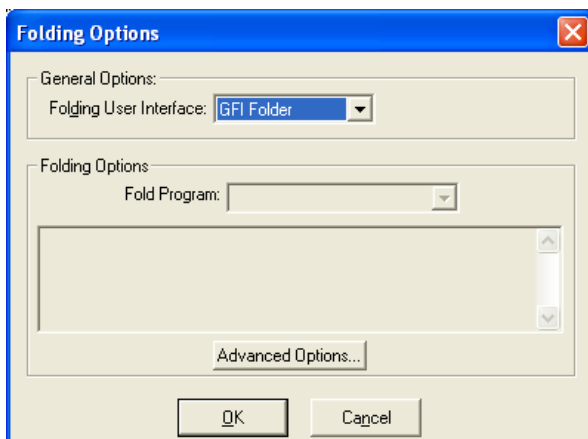 Folding Options
General Options:
Folding User Interface: GFI Folder
Folding Options
Fold Program:
Advanced Options...
OK
Cancel